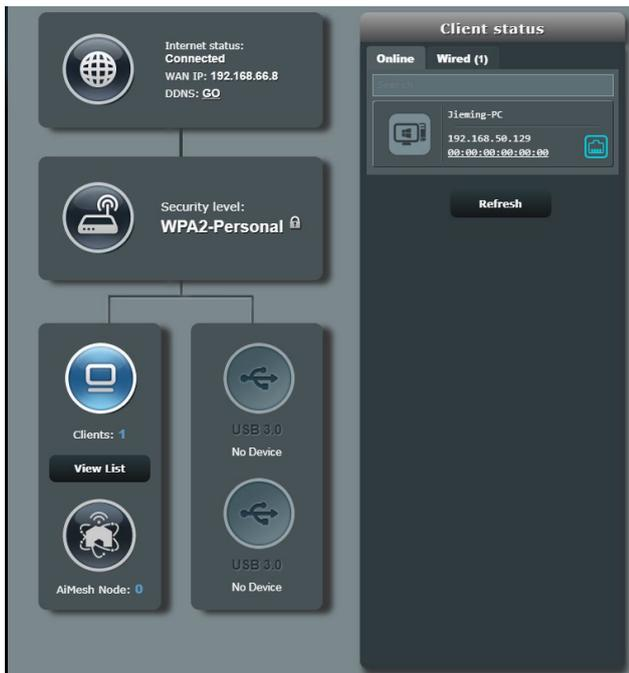 Internet status:
Connected
WAN IP: 192.168.66.8
DDNS: GO
Security level:
WPA2-Personal
Clients: 1
View List
AiMesh Node: 0
USB 3.0
No Device
USB 3.0
No Device
Client status
Online Wired (1)
Search
Jieming-PC
192.168.50.129
00:00:00:00:00:00
Refresh